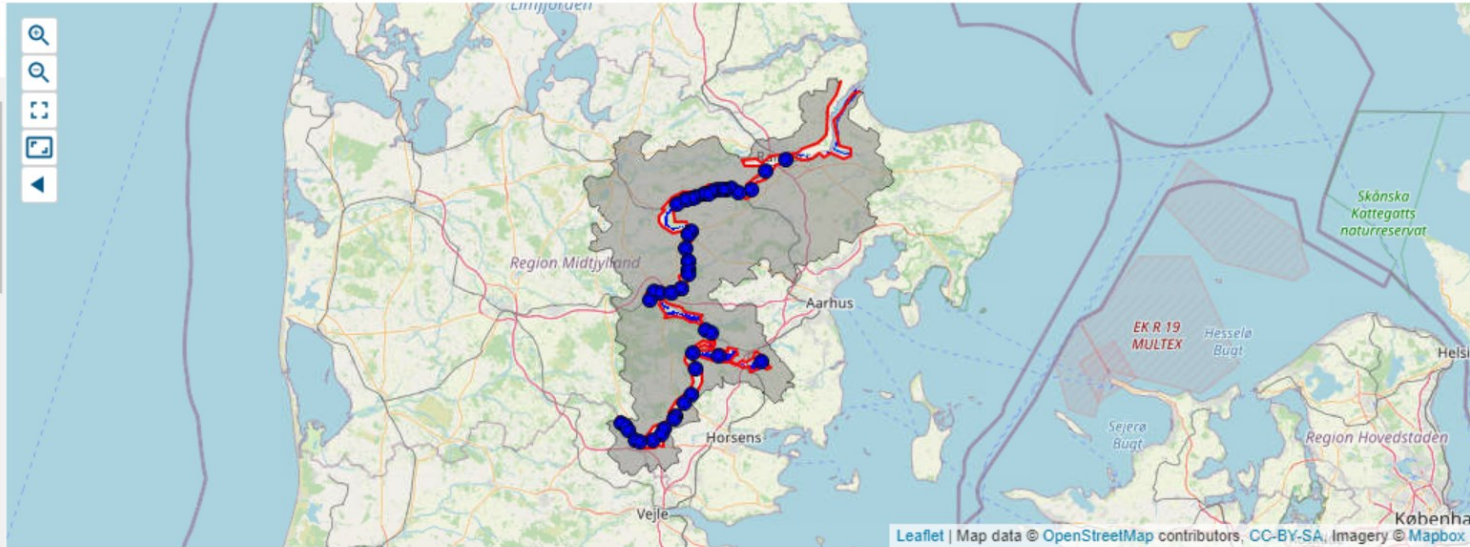 Limfjorden
Region Midtjylland
Aarhus
Horsens
Vejle
Skånska
Kattegatts
naturreservat
EK R 19
MULTEX
Hesselø
Bugt
Sejerø
Bugt
Helsi
Region Hovedstaden
Københa
Leaflet | Map data © OpenStreetMap contributors, CC-BY-SA, Imagery © Mapbox